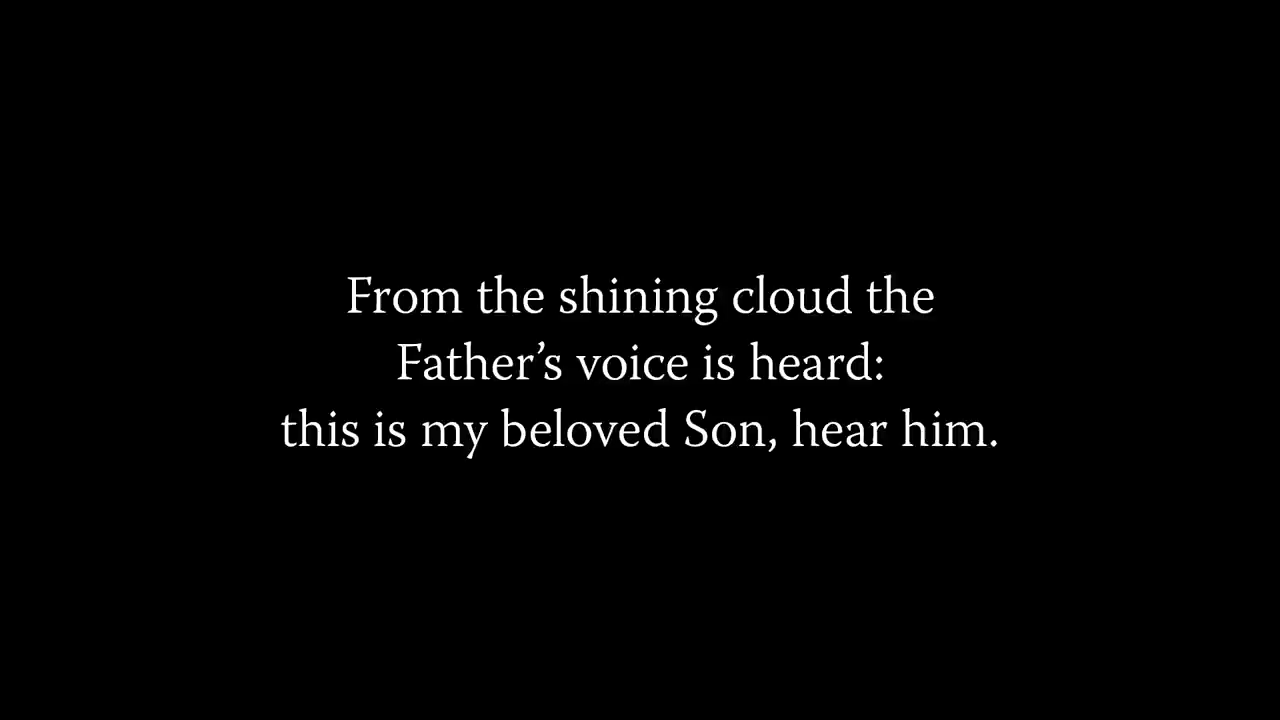 From the shining cloud the
Father’s voice is heard:
this is my beloved Son, hear him.